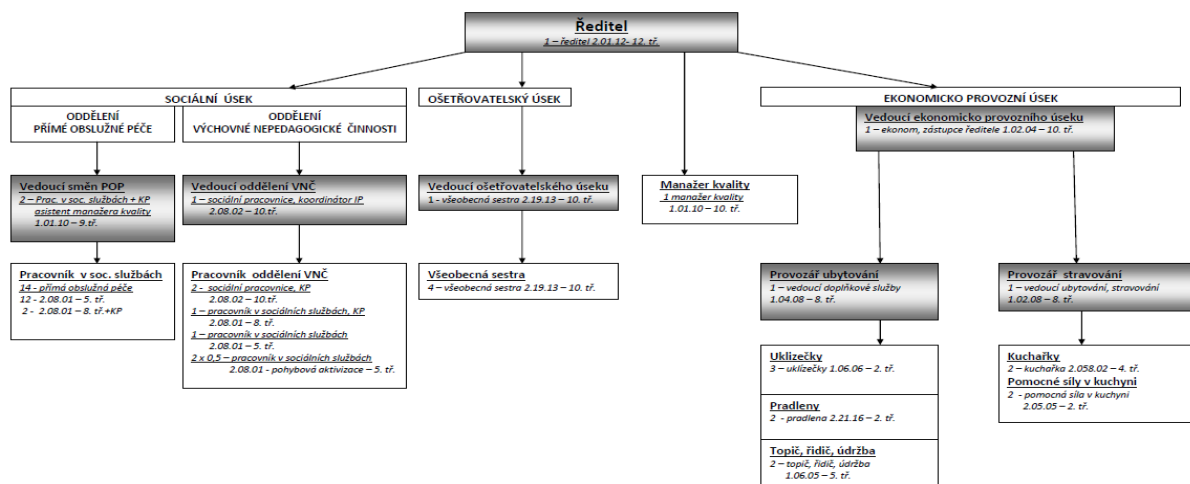 Ředitel
1 – ředitel 2.01.12- 12. tř.
SOCIÁLNÍ ÚSEK
ODDĚLENÍ
PŘÍMÉ OBSLUŽNÉ PÉČE
ODDĚLENÍ
VÝCHOVNÉ NEPEDAGOGICKÉ ČINNOSTI
OŠETŘOVATELSKÝ ÚSEK
EKONOMICKO PROVOZNÍ ÚSEK
Vedoucí ekonomicko provozního úseku
1 – ekonom, zástupce ředitele 1.02.04 – 10. tř.
Vedoucí směn POP
2 – Prac. v soc. službách + KP
asistent manažera kvality
1.01.10 – 9.tř.
Vedoucí oddělení VNČ
1 – sociální pracovnice, koordinátor IP
2.08.02 – 10.tř.
Vedoucí ošetřovatelského úseku
1 - všeobecná sestra 2.19.13 – 10. tř.
Manažer kvality
1 manažer kvality
1.01.10 – 10. tř.
Pracovník v soc. službách
14 - přímá obslužná péče
12 - 2.08.01 – 5. tř.
2 - 2.08.01 – 8. tř.+KP
Pracovník oddělení VNČ
2 - sociální pracovnice, KP
2.08.02 – 10.tř.
1 – pracovník v sociálních službách, KP
2.08.01 – 8. tř.
1 – pracovník v sociálních službách
2.08.01 – 5. tř.
2 x 0,5 – pracovník v sociálních službách
2.08.01 - pohybová aktivizace – 5. tř.
Všeobecná sestra
4 – všeobecná sestra 2.19.13 – 10. tř.
Provozář ubytování
1 – vedoucí doplňkové služby
1.04.08 – 8. tř.
Provozář stravování
1 – vedoucí ubytování, stravování
1.02.08 – 8. tř.
Uklizečky
3 – uklízečky 1.06.06 – 2. tř.
Pradleny
2 - pradlena 2.21.16 – 2. tř.
Topič, řidič, údržba
2 – topič, řidič, údržba
1.06.05 – 5. tř.
Kuchařky
2 – kuchařka 2.058.02 – 4. tř.
Pomocné síly v kuchyni
2 - pomocná síla v kuchyni
2.05.05 – 2. tř.